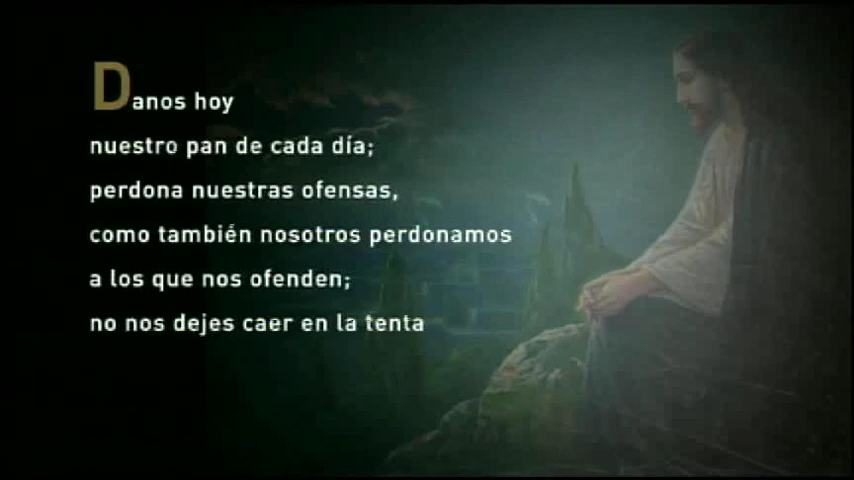 Danos hoy
nuestro pan de cada día;
perdona nuestras ofensas,
como también nosotros perdonamos
a los que nos ofenden;
no nos dejes caer en la tenta